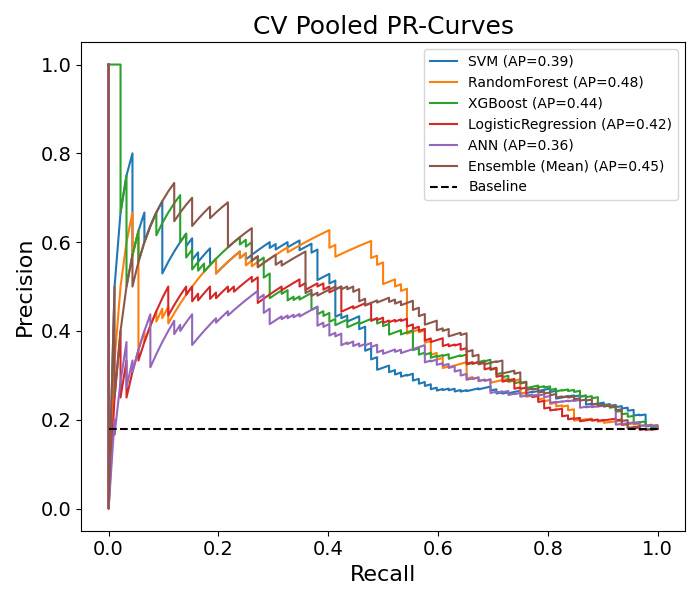 CV Pooled PR-Curves
SVM (AP=0.39)
RandomForest (AP=0.48)
XGBoost (AP=0.44)
LogisticRegression (AP=0.42)
ANN (AP=0.36)
Ensemble (Mean) (AP=0.45)
Baseline
Precision
1.0
0.8
0.6
0.4
0.2
0.0
0.0 0.2 0.4 0.6 0.8 1.0
Recall